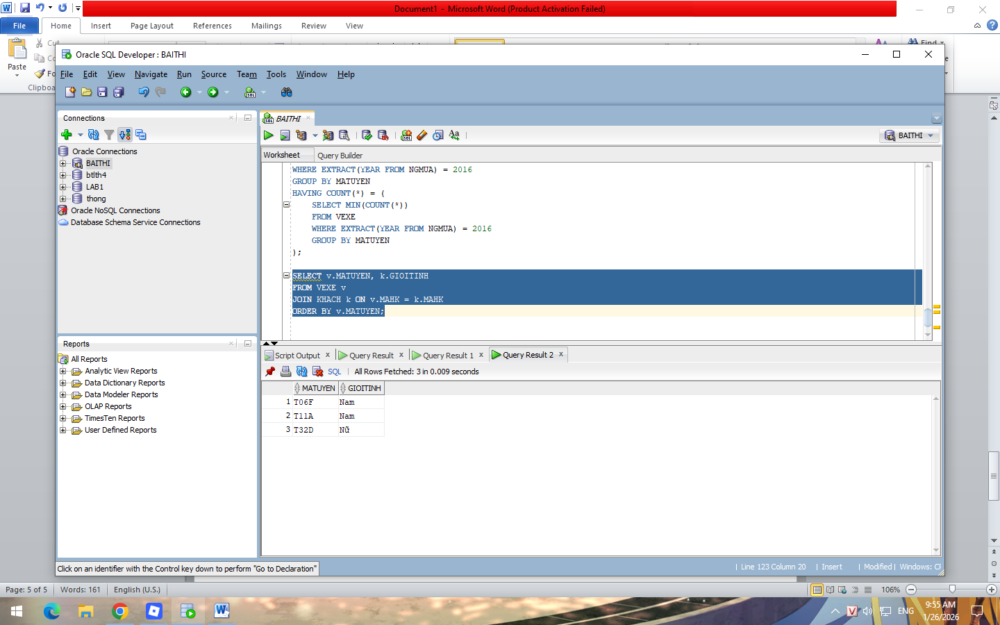 Document1 - Microsoft Word (Product Activation Failed)
File Home Insert Page Layout References Mailings Review View
Cut
Find
Paste
Clipboa
Oracle SQL Developer : BAITHI
File Edit View Navigate Run Source Team Tools Window Help
Connections
Oracle Connections
BAITHI
btlth4
LAB1
thong
Oracle NoSQL Connections
Database Schema Service Connections
Reports
All Reports
Analytic View Reports
Data Dictionary Reports
Data Modeler Reports
OLAP Reports
TimesTen Reports
User Defined Reports
BAITHI
BAITHI
Worksheet Query Builder
WHERE EXTRACT(YEAR FROM NGMUA) = 2016
GROUP BY MATUYEN
HAVING COUNT(*) = (
SELECT MIN(COUNT(*))
FROM VEXE
WHERE EXTRACT(YEAR FROM NGMUA) = 2016
GROUP BY MATUYEN
);
SELECT v.MATUYEN, k.GIOITINH
FROM VEXE v
JOIN KHACH k ON v.MAHK = k.MAHK
ORDER BY v.MATUYEN;
Script Output x Query Result x Query Result 1 x Query Result 2 x
SQL All Rows Fetched: 3 in 0.009 seconds
MATUYEN GIOITINH
1 T06F Nam
2 T11A Nam
3 T32D Nữ
Click on an identifier with the Control key down to perform "Go to Declaration"
Line 123 Column 20 Insert Modified Windows: CF
Page: 5 of 5 Words: 161 English (U.S.) 106%
ENG
9:55 AM
1/26/2026